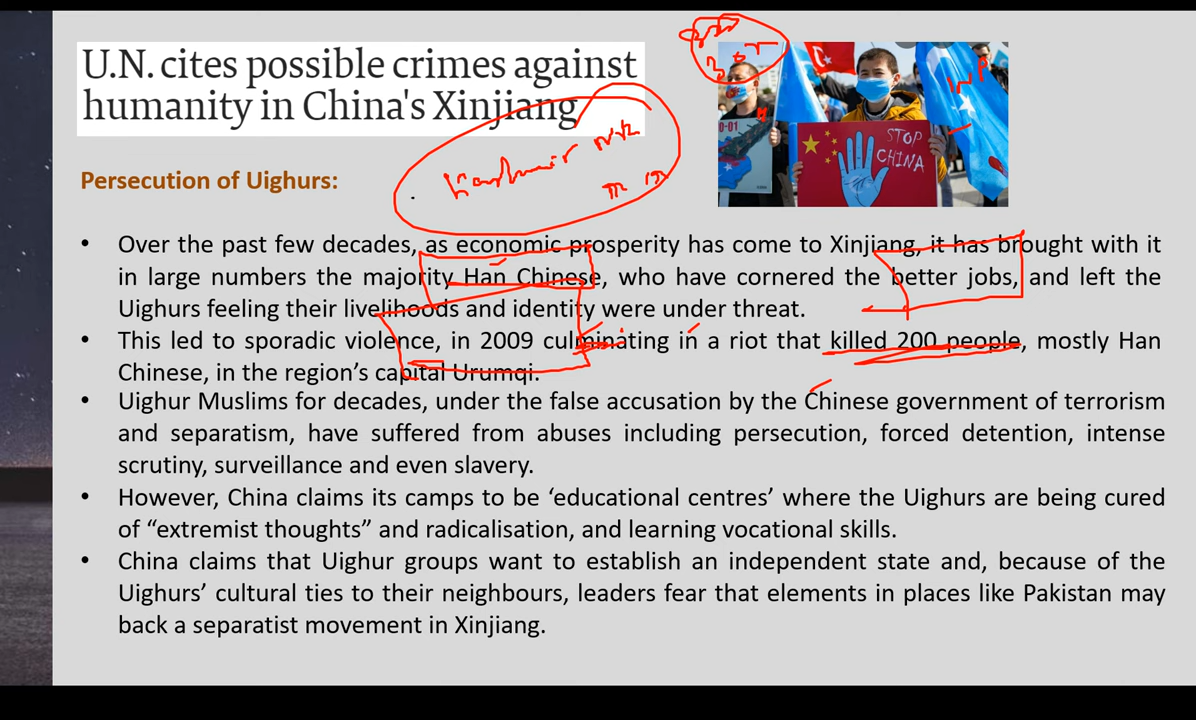 U.N. cites possible crimes against
humanity in China's Xinjiang
0-01
STOP
CHINA
Kashmir
Persecution of Uighurs:
• Over the past few decades, as economic prosperity has come to Xinjiang, it has brought with it
in large numbers the majority Han Chinese, who have cornered the better jobs, and left the
Uighurs feeling their livelihoods and identity were under threat.
• This led to sporadic violence, in 2009 culminating in a riot that killed 200 people, mostly Han
Chinese, in the region's capital Urumqi.
• Uighur Muslims for decades, under the false accusation by the Chinese government of terrorism
and separatism, have suffered from abuses including persecution, forced detention, intense
scrutiny, surveillance and even slavery.
• However, China claims its camps to be ‘educational centres’ where the Uighurs are being cured
of “extremist thoughts” and radicalisation, and learning vocational skills.
• China claims that Uighur groups want to establish an independent state and, because of the
Uighurs’ cultural ties to their neighbours, leaders fear that elements in places like Pakistan may
back a separatist movement in Xinjiang.